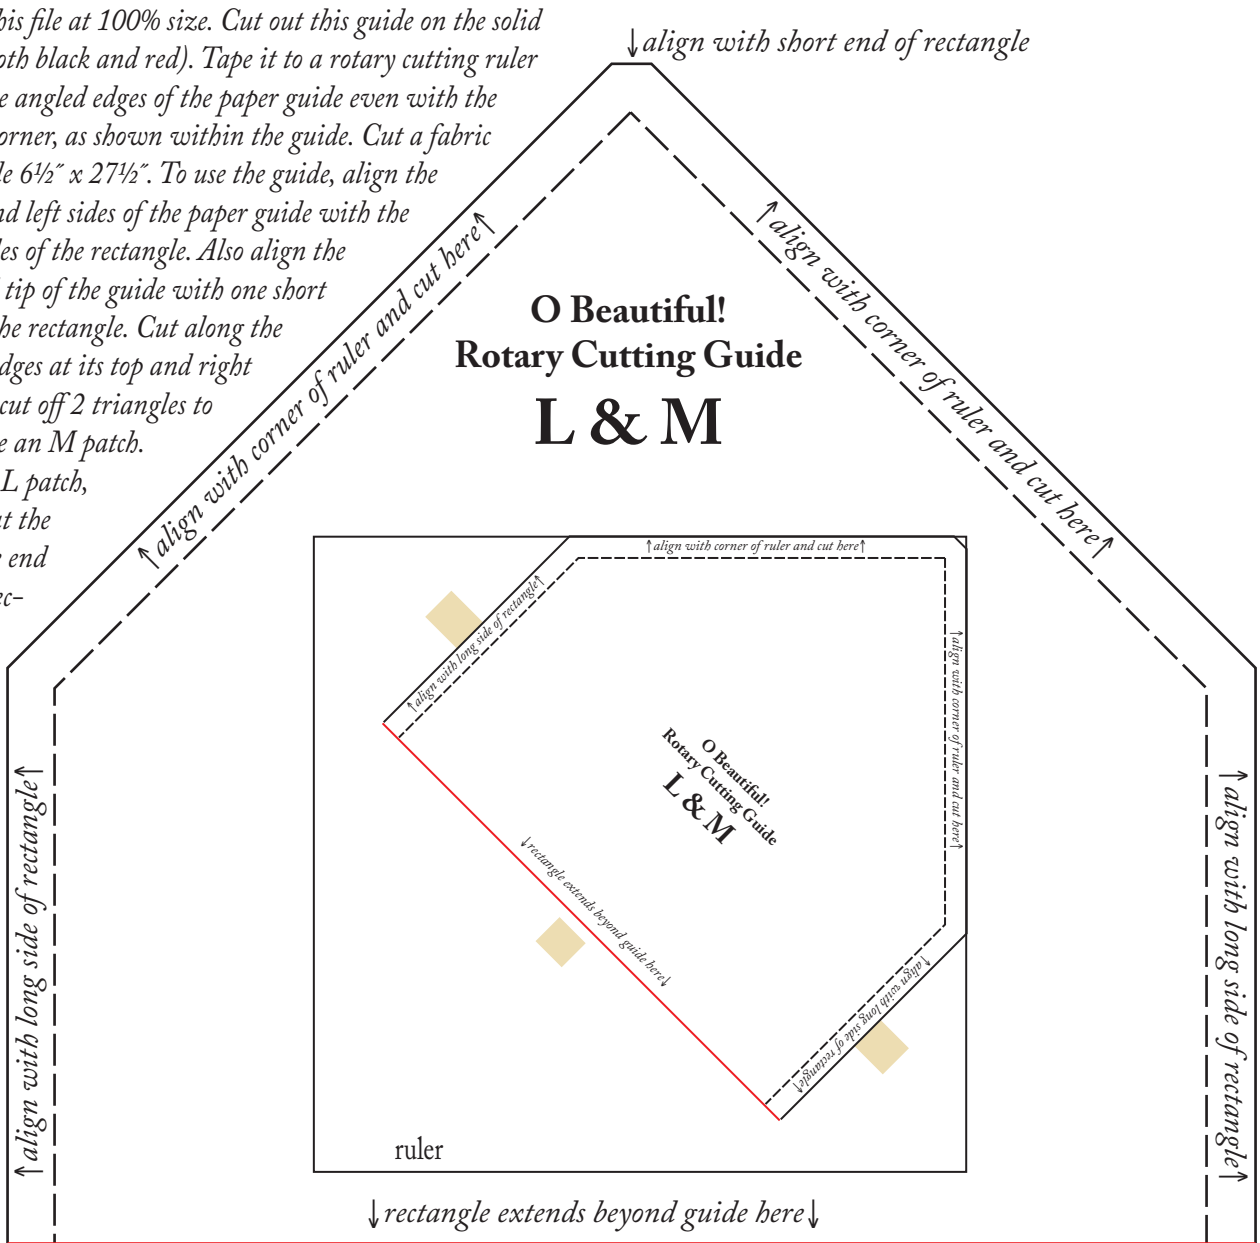 his file at 100% size. Cut out this guide on the solid
oth black and red). Tape it to a rotary cutting ruler
e angled edges of the paper guide even with the
orner, as shown within the guide. Cut a fabric
le 6½˝ x 27½˝. To use the guide, align the
nd left sides of the paper guide with the
les of the rectangle. Also align the
tip of the guide with one short
he rectangle. Cut along the
dges at its top and right
cut off 2 triangles to
e an M patch.
L patch,
at the
end
ec-
↓align with short end of rectangle
↑align with corner of ruler and cut here↑
↑align with corner of ruler and cut here↑
O Beautiful!
Rotary Cutting Guide
L & M
↑align with corner of ruler and cut here↑
↑align with long side of rectangle↑
↑align with corner of ruler and cut here↑
O Beautiful!
Rotary Cutting Guide
L & M
↓rectangle extends beyond guide here↓
↑align with long side of rectangle↑
ruler
↑align with long side of rectangle↑
↑align with long side of rectangle↑
↓rectangle extends beyond guide here↓